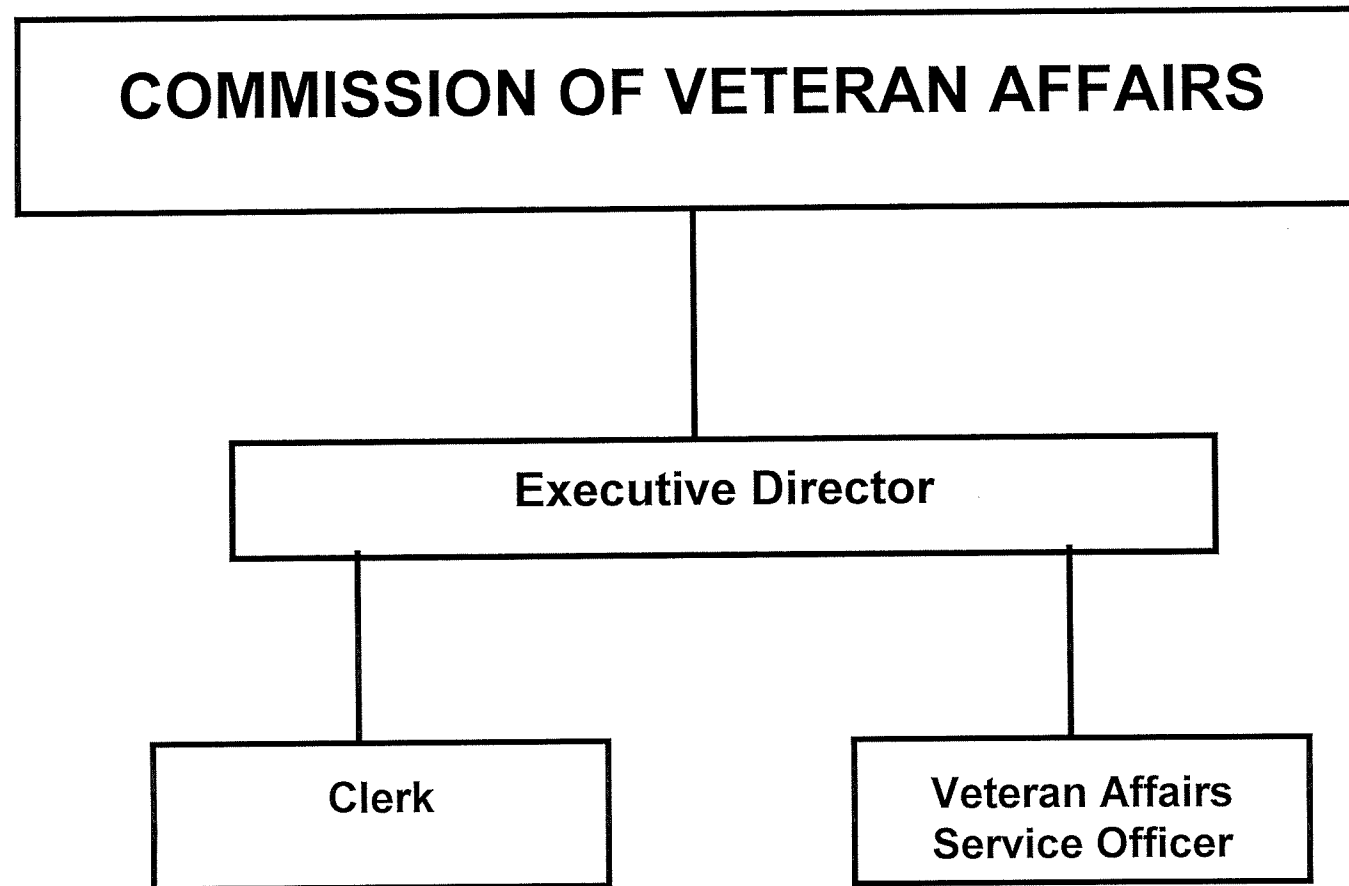 COMMISSION OF VETERAN AFFAIRS
Executive Director
Clerk
Veteran Affairs
Service Officer